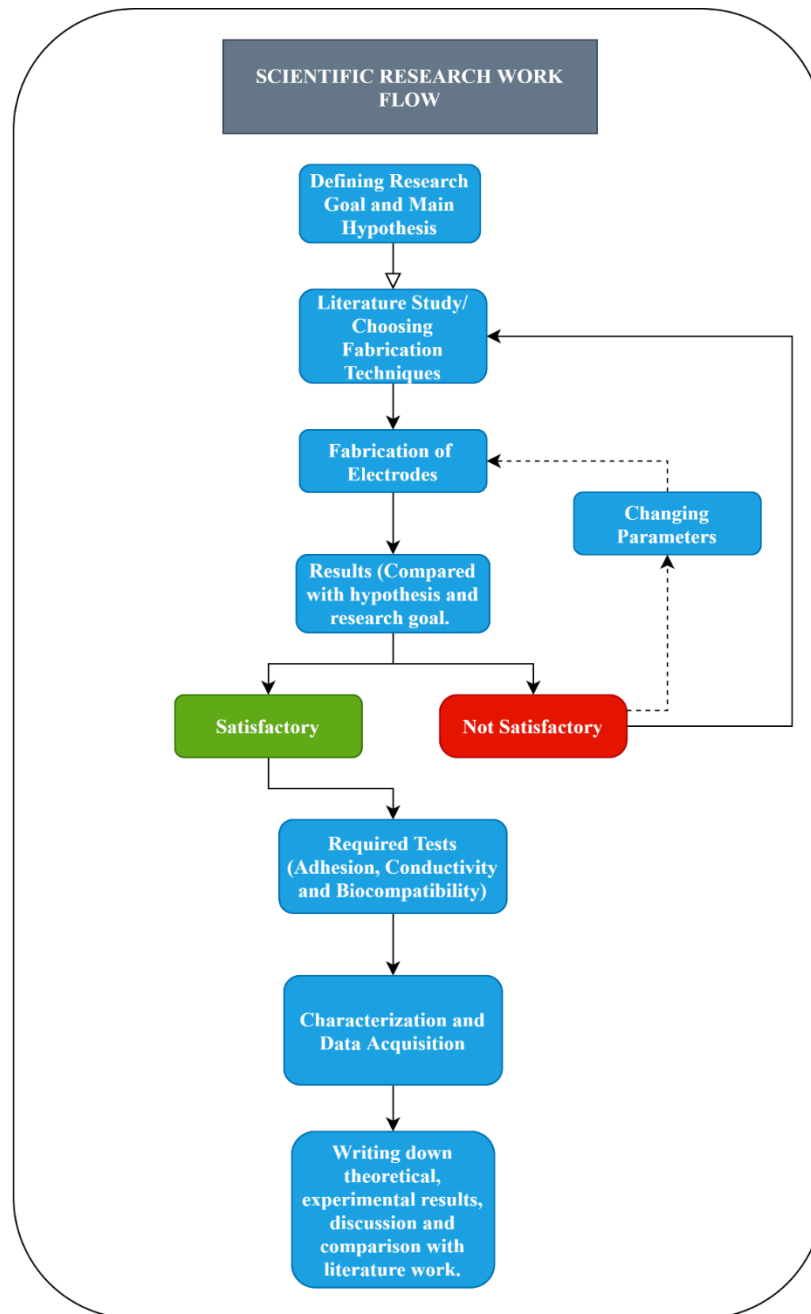 SCIENTIFIC RESEARCH WORK
FLOW
Defining Research
Goal and Main
Hypothesis
Literature Study/
Choosing
Fabrication
Techniques
Fabrication of
Electrodes
Changing
Parameters
Results (Compared
with hypothesis and
research goal.
Satisfactory
Not Satisfactory
Required Tests
(Adhesion, Conductivity
and Biocompatibility)
Characterization and
Data Acquisition
Writing down
theoretical,
experimental results,
discussion and
comparison with
literature work.